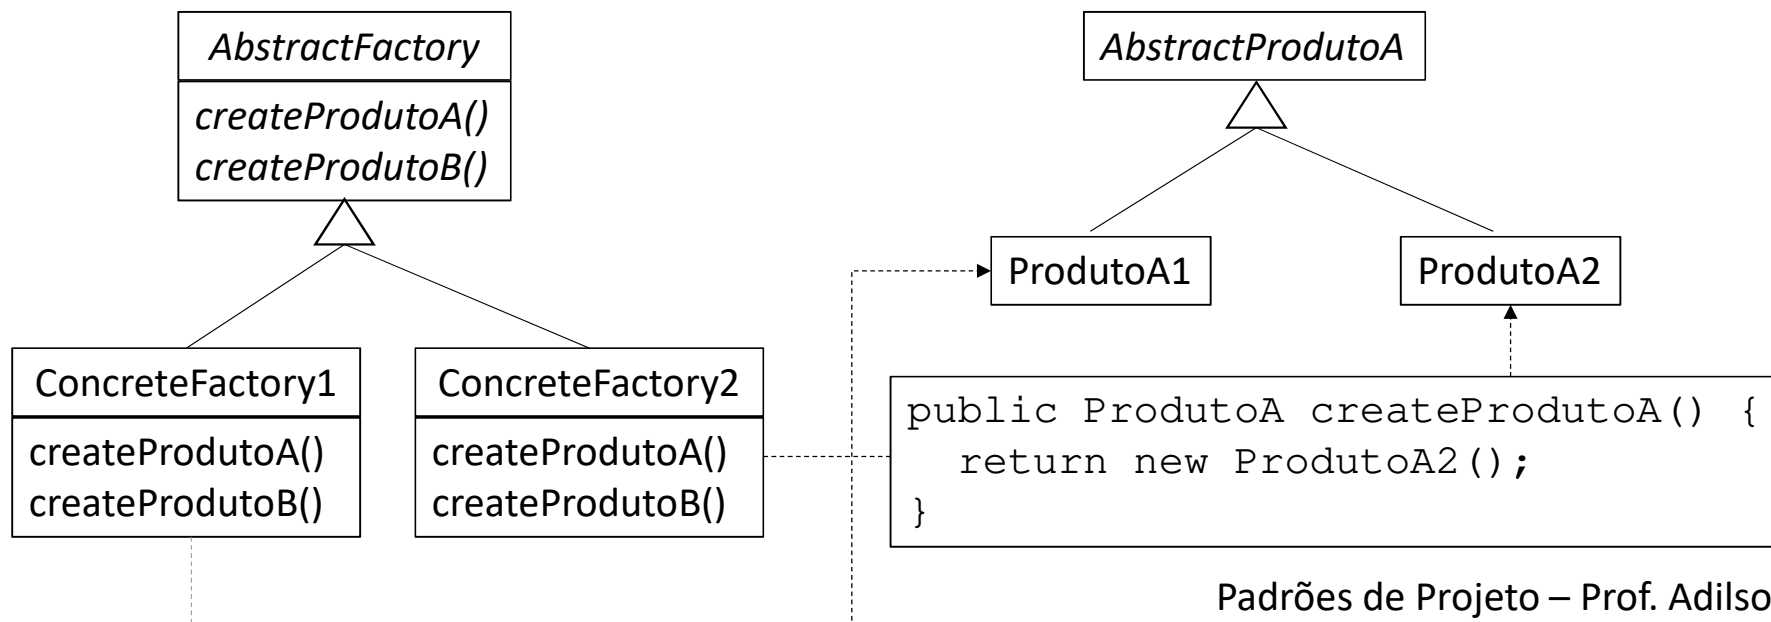 AbstractFactory
createProdutoA()
createProdutoB()
AbstractProdutoA
ProdutoA1
ProdutoA2
ConcreteFactory1
createProdutoA()
createProdutoB()
ConcreteFactory2
createProdutoA()
createProdutoB()
public ProdutoA createProdutoA() {
return new ProdutoA2();
}
Padrões de Projeto – Prof. Adilso